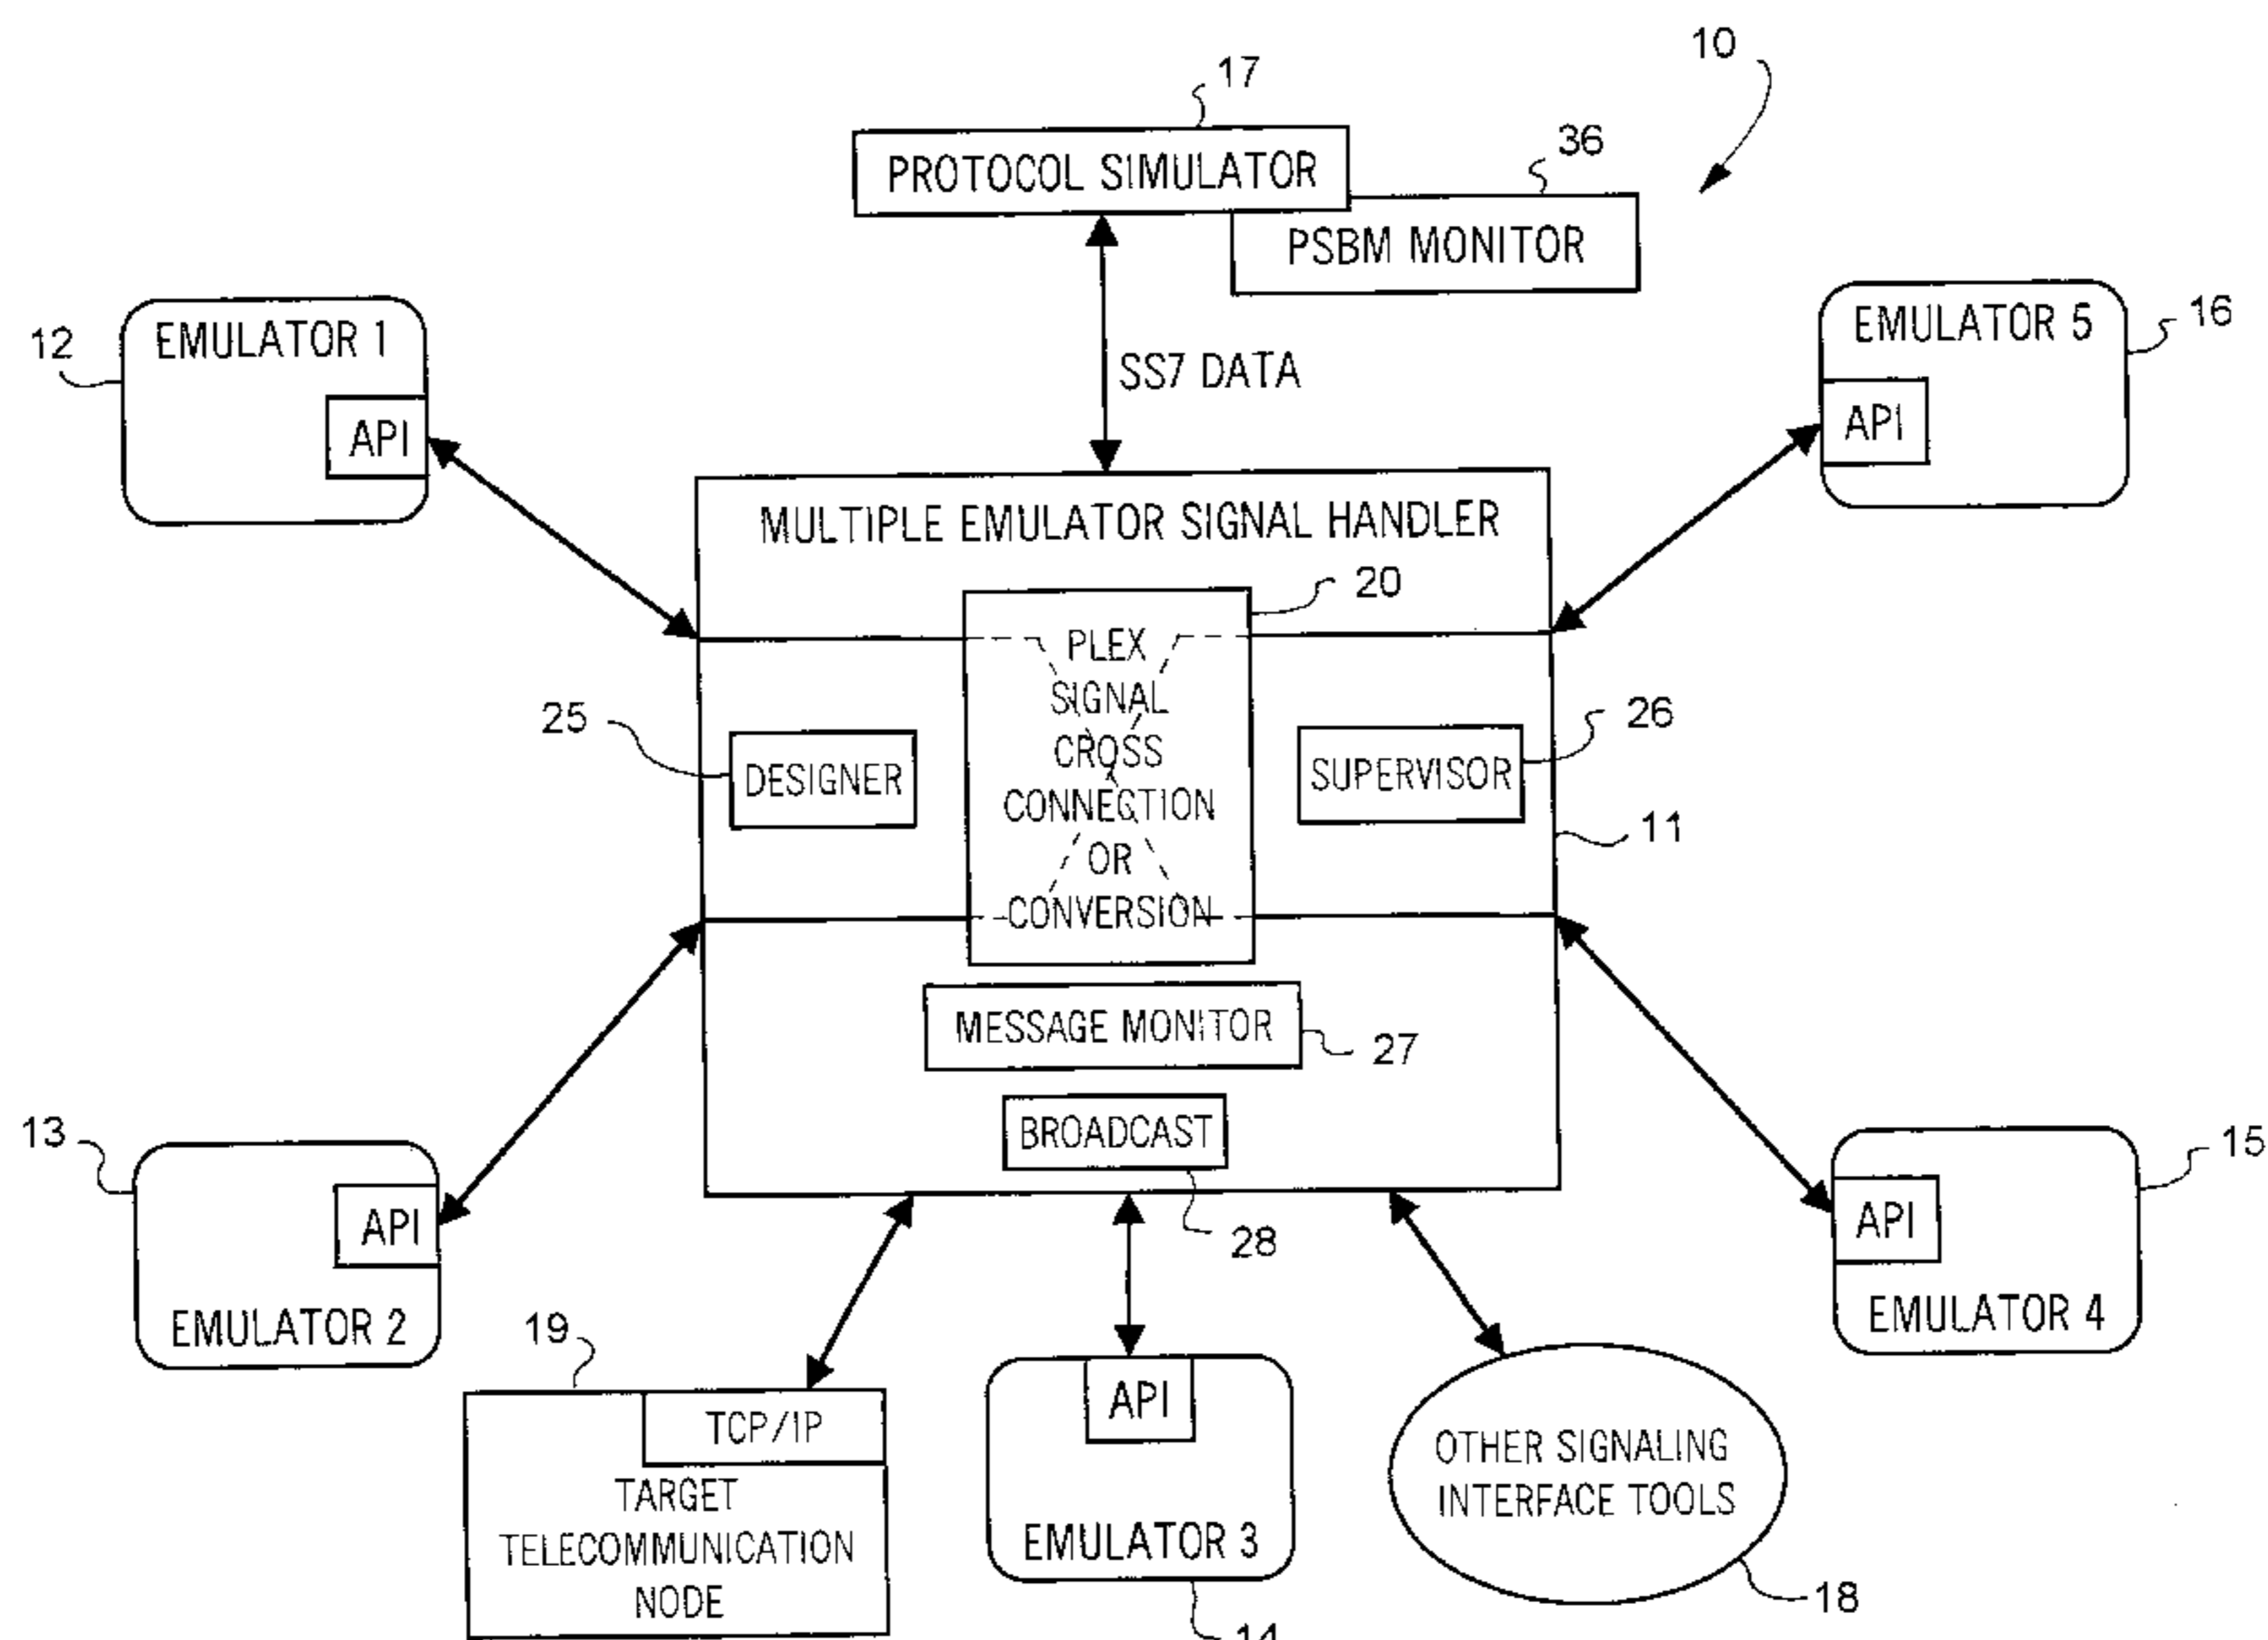 10
17
PROTOCOL SIMULATOR
36
PSBM MONITOR
12
EMULATOR 1
API
SS7 DATA
EMULATOR 5
16
API
MULTIPLE EMULATOR SIGNAL HANDLER
20
PLEX
SIGNAL
CROSS
CONNECTION
OR
CONVERSION
25
DESIGNER
26
SUPERVISOR
11
MESSAGE MONITOR
27
BROADCAST
28
13
API
EMULATOR 2
15
API
EMULATOR 4
19
TCP/IP
TARGET
TELECOMMUNICATION
NODE
API
EMULATOR 3
14
OTHER SIGNALING
INTERFACE TOOLS
18